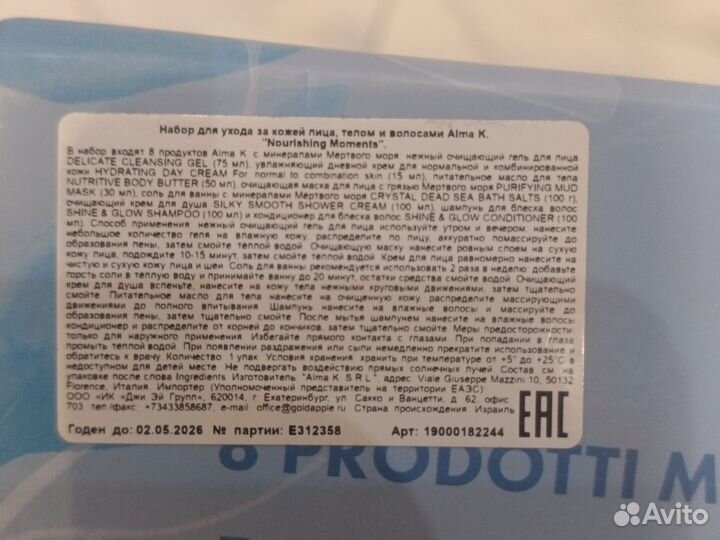 Набор для ухода за кожей лица, телом и волосами Alma K.
"Nourishing Moments".
В набор входят 8 продуктов Alma K. с минералами Мертвого моря нежный очищающий гель для лица
DELICATE CLEANSING GEL (75 мл), увлажняющий дневной крем для нормальной и комбинированной
кожи HYDRATING DAY CREAM For normal to combination skin (15 мл), питательное масло для тела
NUTRITIVE BODY BUTTER (50 мл), очищающая маска для лица с грязью Мертвого моря PURIFYING MUD
MASK (30 мл), соль для ванны с минералами Мертвого моря CRYSTAL DEAD SEA BATH SALTS (100 г),
очищающий крем для душа SILKY SMOOTH SHOWER CREAM (100 мл), шампунь для блеска волос
SHINE & GLOW SHAMPOO (100 мл) и кондиционер для блеска волос SHINE & GLOW CONDITIONER (100
мл). Способ применения: нежный очищающий гель для лица используйте утром и вечером: нанесите
небольшое количество геля на влажную кожу, распределите по лицу, аккуратно помассируйте до
образования пены, затем смойте теплой водой. Очищающую маску нанесите ровным слоем на сухую
кожу лица, подождите 10-15 минут, затем смойте теплой водой Крем для лица равномерно нанесите на
чистую и сухую кожу лица и шеи. Соль для ванны рекомендуется использовать 2 раза в неделю: добавьте
горсть соли в теплую воду и принимайте ванну до 20 минут, остатки средства смойте водой. Очищающий
крем для душа вспеньте, нанесите на кожу тела нежными круговыми движениями, затем тщательно
смойте. Питательное масло для тела нанесите на очищенную кожу, распределите массирующими
движениями до полного впитывания Шампунь нанесите на влажные волосы и массируйте до
образования пены, затем тщательно смойте После мытья шампунем нанесите на влажные волосы
кондиционер и распределите от корней до кончиков, затем тщательно смойте Меры предосторожности:
только для наружного применения Избегайте прямого контакта с глазами При попадании в глаза
промыть теплой водой. При появлении раздражения или сыпи немедленно прекратите использование и
обратитесь к врачу Количество 1 упак Условия хранения хранить при температуре от +5° до +25°С в
недоступном для детей месте Не подвергать воздействию прямых солнечных лучей Состав см на
упаковке после слова Ingredients Изготовитель "Alma K S R L", адрес Viale Giuseppe Mazzini 10, 50132
Florence, Италия Импортер (Уполномоченный представитель на территории ЕАЭС)
ООО «ИК «Джи Эй Групп», 620014, г Екатеринбург, ул Сакко и Ванцетти, д 62 офис
703 тел/факс +73433858687, e-mail office@goldapple.ru Страна происхождения Израиль
EAC
Годен до: 02.05.2026 № партии: E312358 Арт: 19000182244
8 PRODOTTI M
Avito